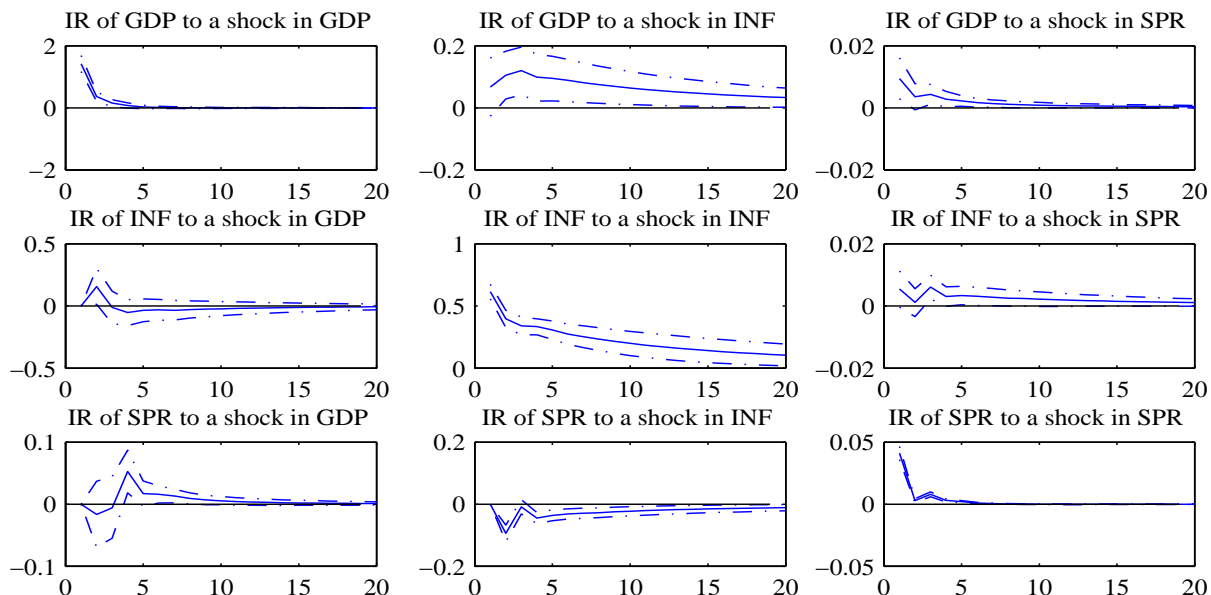 IR of GDP to a shock in GDP
2
0
−2
0 5 10 15 20
IR of GDP to a shock in INF
0.2
0
0.2
0 5 10 15 20
IR of GDP to a shock in SPR
0.02
0
−0.02
0 5 10 15 20
IR of INF to a shock in GDP
0.5
0
−0.5
0 5 10 15 20
IR of INF to a shock in INF
1
0.5
0
0 5 10 15 20
IR of INF to a shock in SPR
0.02
0
−0.02
0 5 10 15 20
IR of SPR to a shock in GDP
0.1
0
−0.1
0 5 10 15 20
IR of SPR to a shock in INF
0.2
0
−0.2
0 5 10 15 20
IR of SPR to a shock in SPR
0.05
0
−0.05
0 5 10 15 20